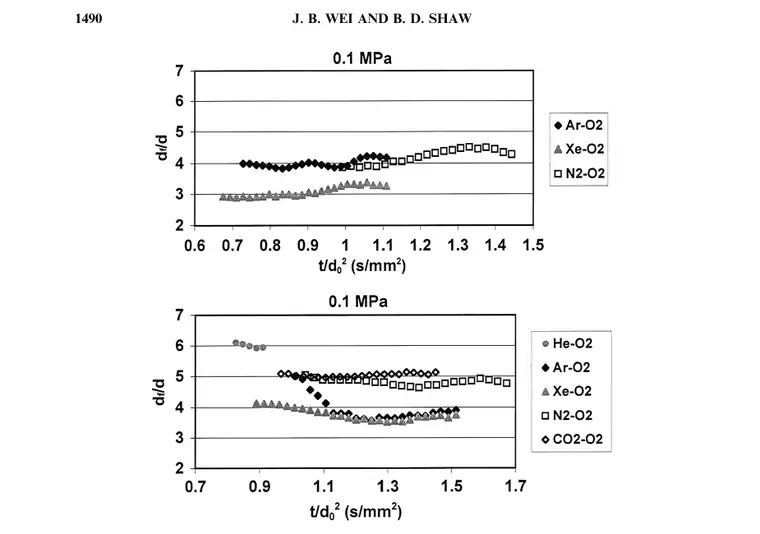 1490
J. B. WEI AND B. D. SHAW
0.1 MPa
7
6
5
4
3
2
df/d
0.6 0.7 0.8 0.9 1 1.1 1.2 1.3 1.4 1.5
t/d₀² (s/mm²)
Ar-O2
Xe-O2
N2-O2
0.1 MPa
7
6
5
4
3
2
df/d
0.7 0.9 1.1 1.3 1.5 1.7
t/d₀² (s/mm²)
He-O2
Ar-O2
Xe-O2
N2-O2
CO2-O2